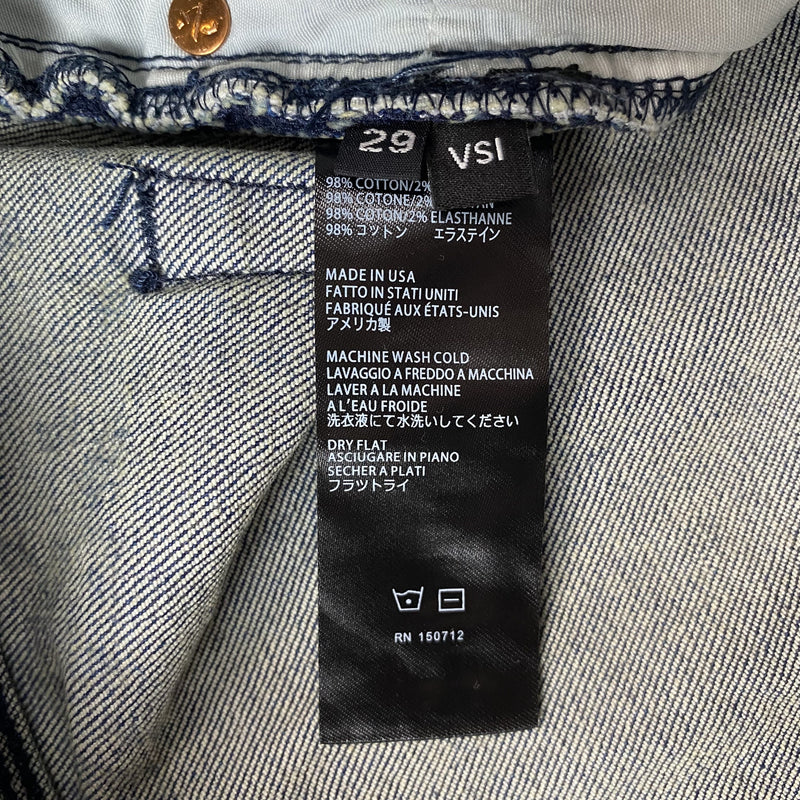 29
VSI
98% COTTON/2%
98% COTONE/2%
98% COTON/2% ELASTHANNE
98% コットン エラステイン
MADE IN USA
FATTO IN STATI UNITI
FABRIQUÉ AUX ÉTATS-UNIS
アメリカ製
MACHINE WASH COLD
LAVAGGIO A FREDDO A MACCHINA
LAVER A LA MACHINE
A L'EAU FROIDE
洗衣液にて水洗いしてください
DRY FLAT
ASCIUGARE IN PIANO
SECHER A PLATI
フラツトライ
RN 150712